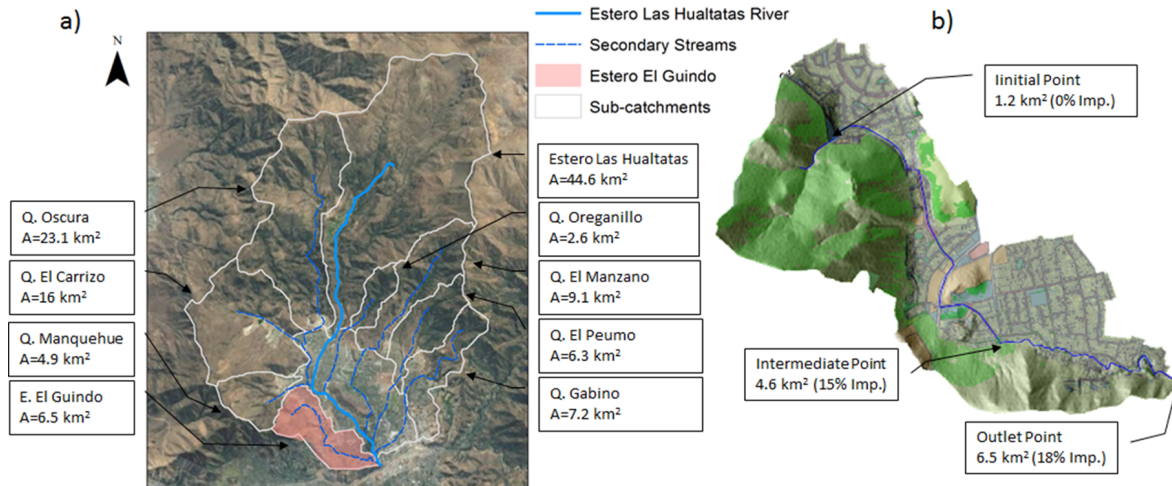 a)
N
Estero Las Hualtatas River
Secondary Streams
Estero El Guindo
Sub-catchments
Q. Oscura
A=23.1 km²
Q. El Carrizo
A=16 km²
Q. Manquehue
A=4.9 km²
E. El Guindo
A=6.5 km²
Estero Las Hualtatas
A=44.6 km²
Q. Oreganillo
A=2.6 km²
Q. El Manzano
A=9.1 km²
Q. El Peumo
A=6.3 km²
Q. Gabino
A=7.2 km²
b)
Iinitial Point
1.2 km² (0% Imp.)
Intermediate Point
4.6 km² (15% Imp.)
Outlet Point
6.5 km² (18% Imp.)